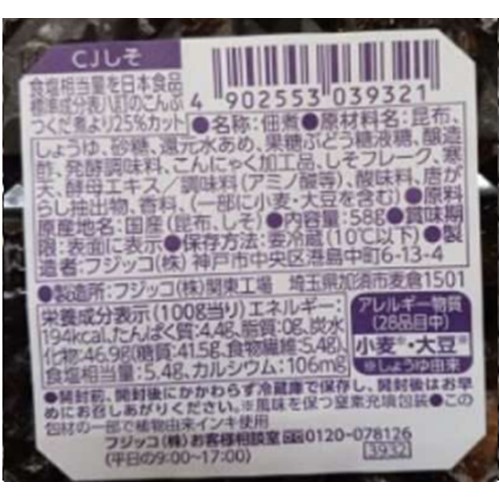 CJしそ
食塩相当量を日本食品
標準成分表八訂のこんぶ
つくだ煮より25%カット
4 902553 039321
●名称:佃煮●原材料名:昆布、
しょうゆ、砂糖、還元水あめ、果糖ぶどう糖液糖、醸造
酢、発酵調味料、こんにゃく加工品、しそフレーク、寒
天、酵母エキス/調味料(アミノ酸等)、酸味料、唐が
らし抽出物、香料、(一部に小麦・大豆を含む)●原料
原産地名:国産(昆布、しそ)●内容量:58g●賞味期
限:表面に表示●保存方法:要冷蔵(10℃以下)●製
造者:フジッコ(株) 神戸市中央区港島中町6-13-4
●製造所:フジッコ(株)関東工場 埼玉県加須市麦倉1501
栄養成分表示(100g当り)エネルギー:
194kcal、たんぱく質:4.4g、脂質:0g、炭水
化物:46.9g(糖質:41.5g、食物繊維:5.4g)、
食塩相当量:5.4g、カルシウム:106mg
アレルギー物質
(28品目中)
小麦※・大豆※
※しょうゆ由来
●開封前、開封後にかかわらず冷蔵庫で保存し、開封後はお早
めにお召しあがりください。※風味を保つ窒素充填包装●この
包材の一部で植物由来インキ使用
フジッコ(株)お客様相談室 0120-078126
(平日の9:00~17:00)
3932